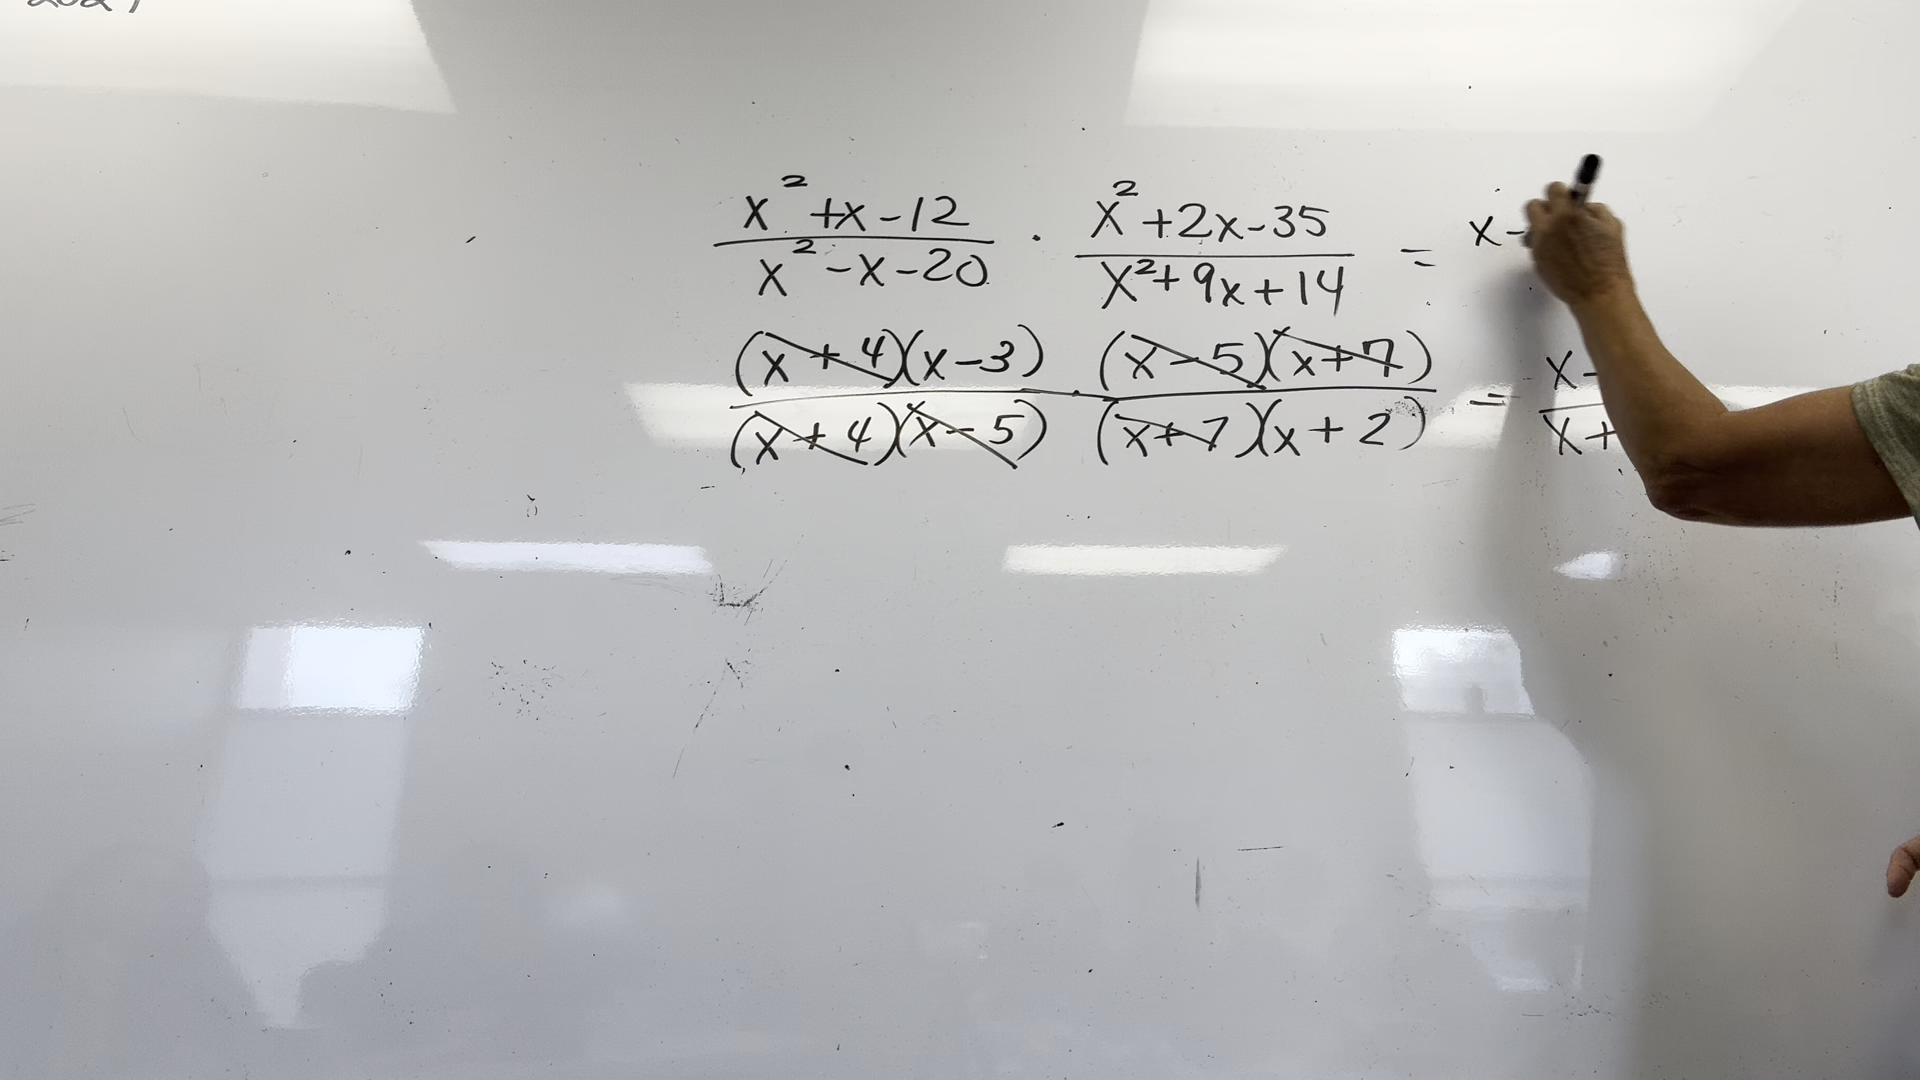 x² + x - 12 / x² - x - 20 · x² + 2x - 35 / x² + 9x + 14 = x -
(x + 4)(x - 3) / (x + 4)(x - 5) · (x - 5)(x + 7) / (x + 7)(x + 2) = x - / x +